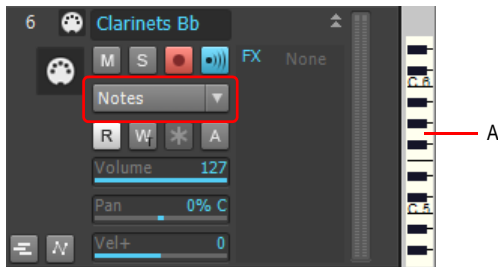 6 Clarinets Bb
M S FX None
C 6
Notes
A
R W A
Volume 127
Pan 0% C
C 5
Vel+ 0
N